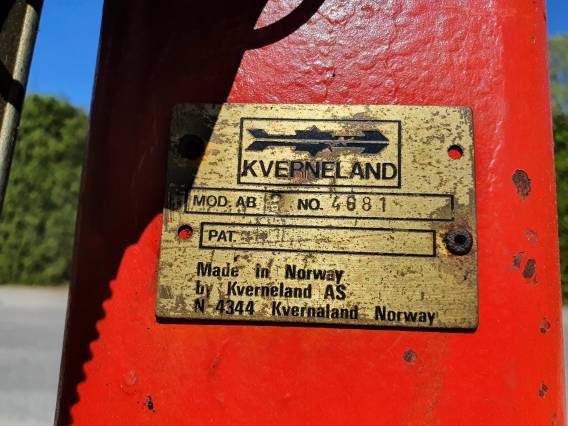 KVERNELAND
MOD. AB NO. 4681
PAT.
Made in Norway
by Kverneland AS
N-4344 Kvernaland Norway